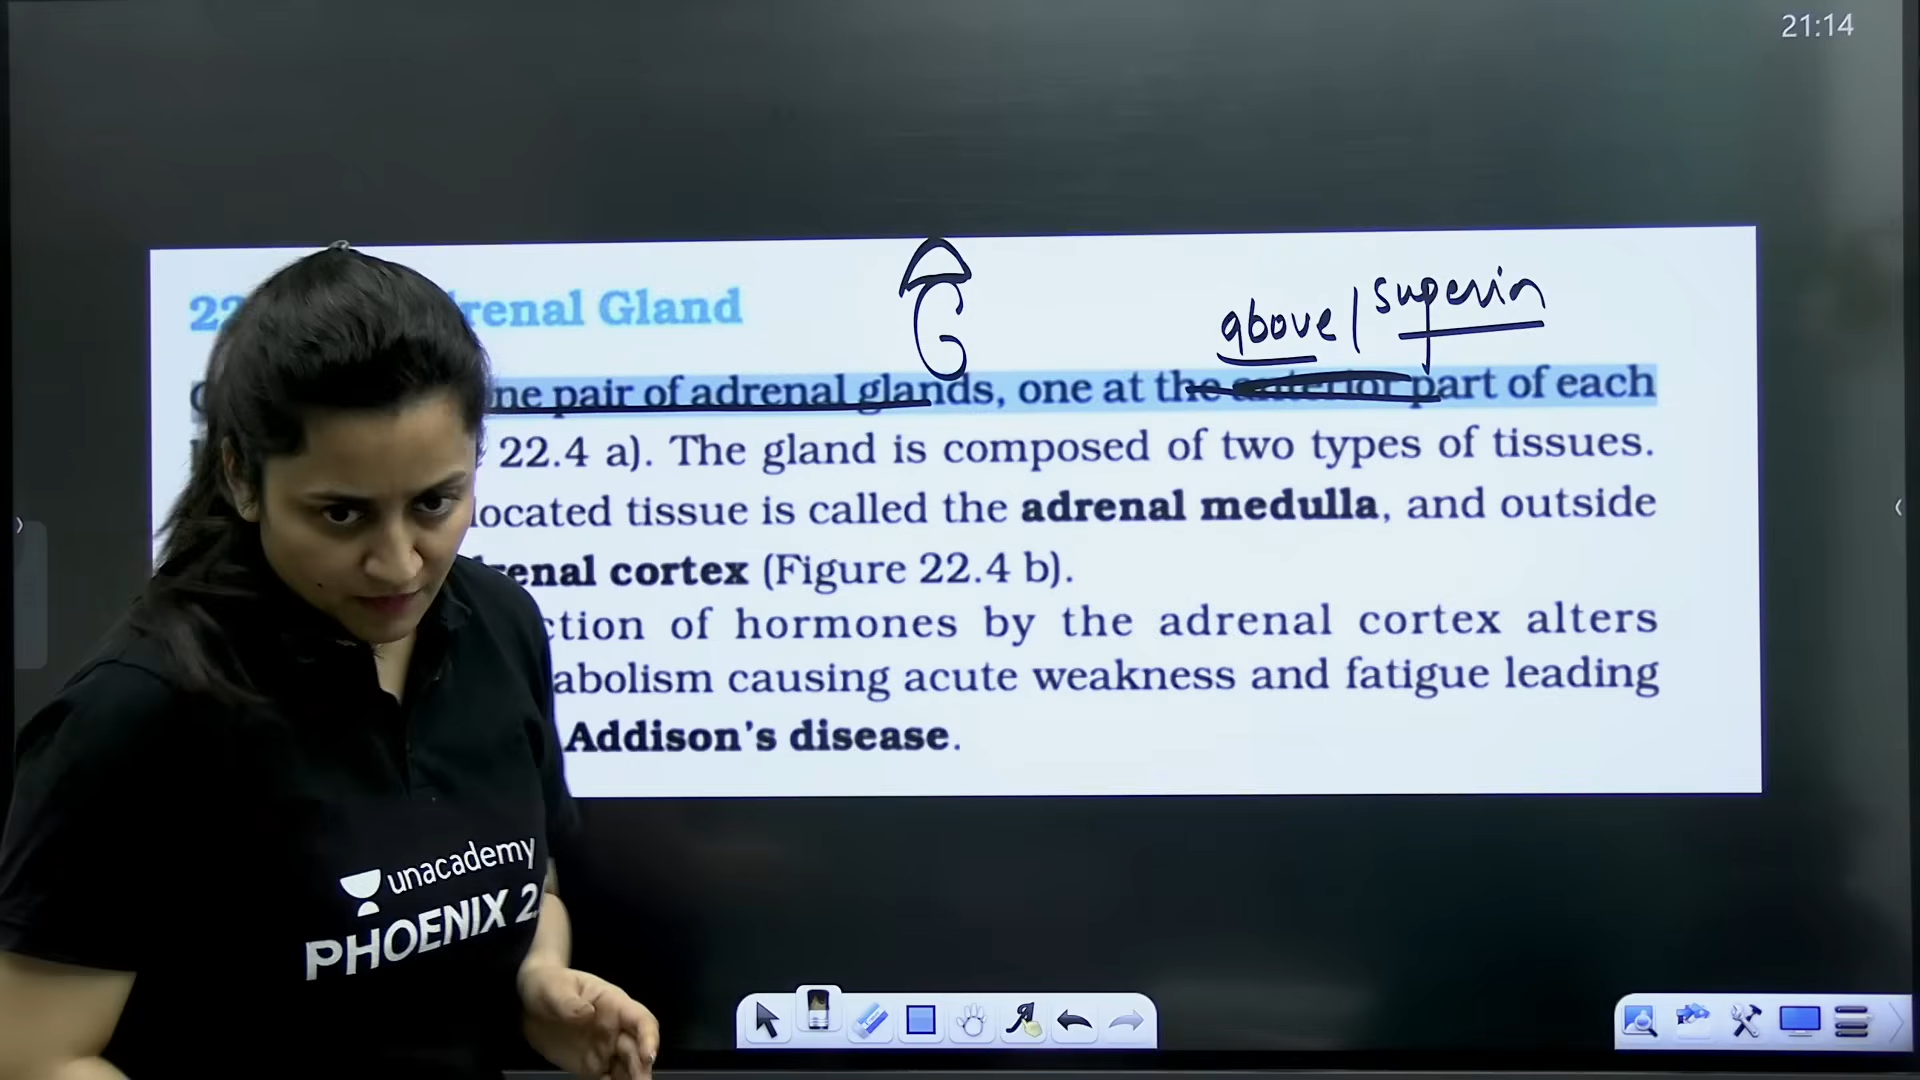 21:14
above / superior
renal Gland
ne pair of adrenal glands, one at the anterior part of each
22.4 a). The gland is composed of two types of tissues.
located tissue is called the adrenal medulla, and outside
renal cortex (Figure 22.4 b).
ction of hormones by the adrenal cortex alters
abolism causing acute weakness and fatigue leading
Addison's disease.
unacademy
PHOENIX 2.